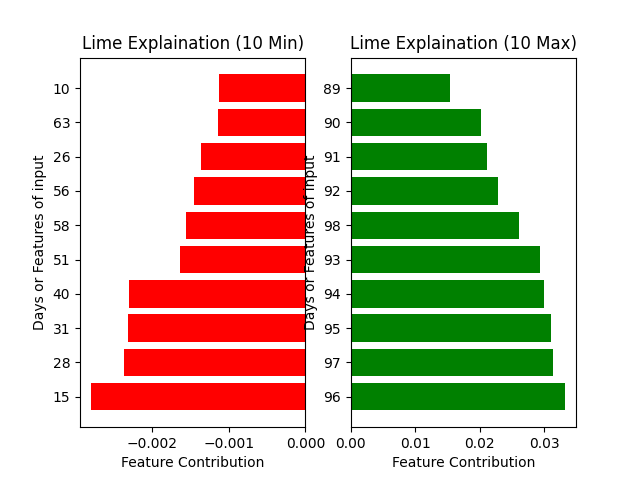 Lime Explaination (10 Min)
Days or Features of input
10
63
26
56
58
51
40
31
28
15
−0.002 −0.001 0.000
Feature Contribution
Lime Explaination (10 Max)
Days or Features of input
89
90
91
92
98
93
94
95
97
96
0.00 0.01 0.02 0.03
Feature Contribution